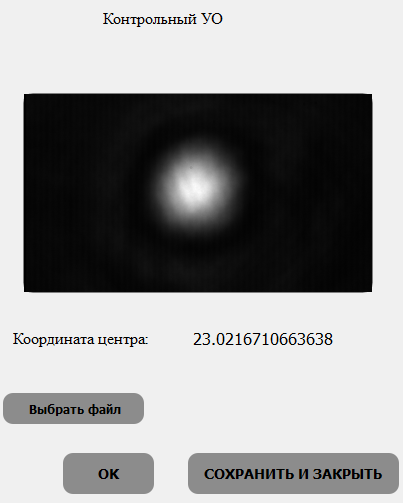 Контрольный УО
Координата центра: 23.0216710663638
Выбрать файл
OK СОХРАНИТЬ И ЗАКРЫТЬ